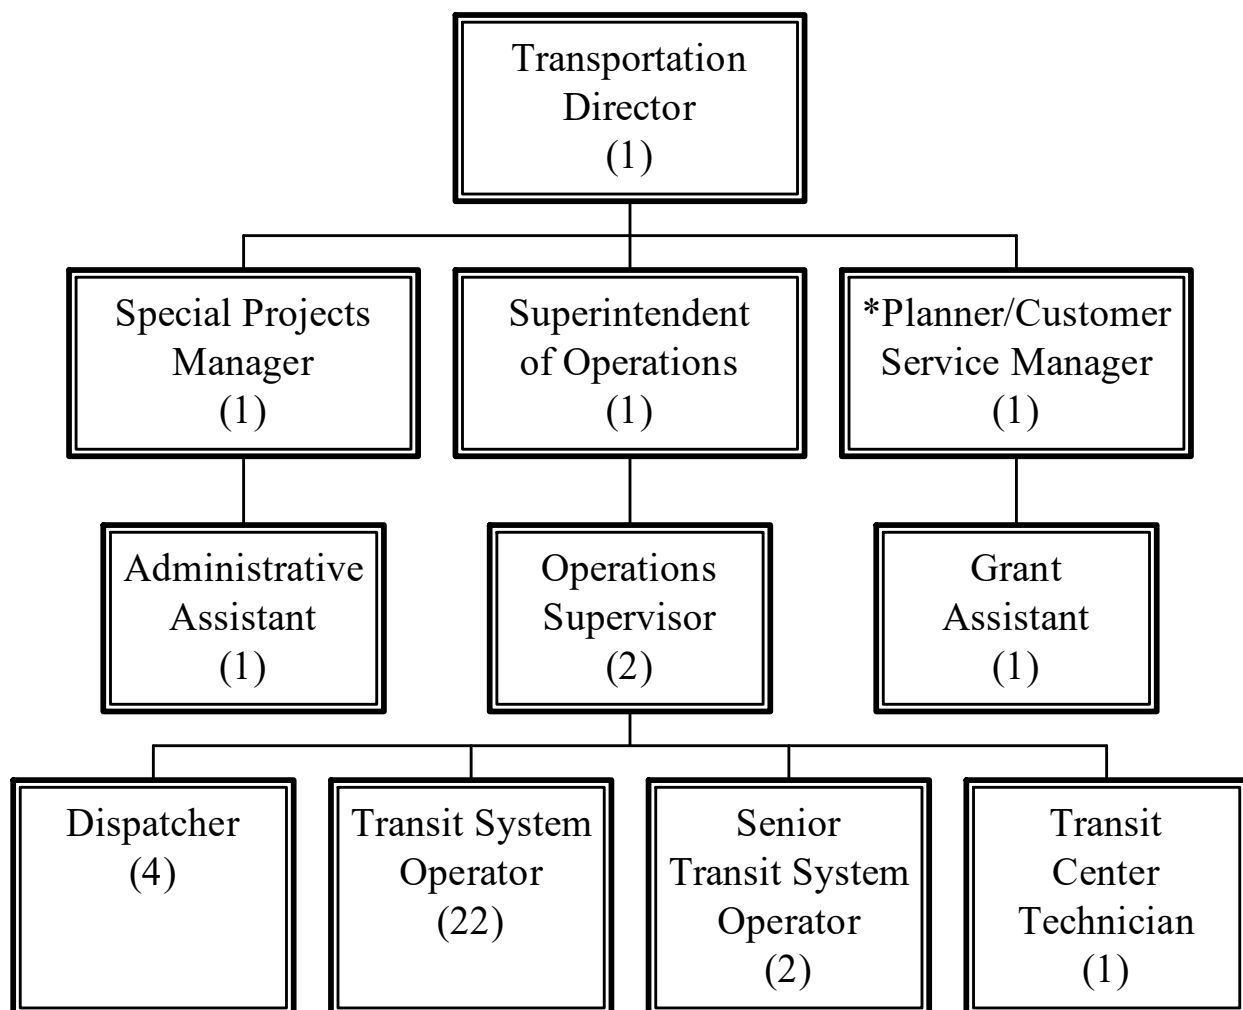 Transportation
Director
(1)
Special Projects
Manager
(1)
Superintendent
of Operations
(1)
*Planner/Customer
Service Manager
(1)
Administrative
Assistant
(1)
Operations
Supervisor
(2)
Grant
Assistant
(1)
Dispatcher
(4)
Transit System
Operator
(22)
Senior
Transit System
Operator
(2)
Transit
Center
Technician
(1)